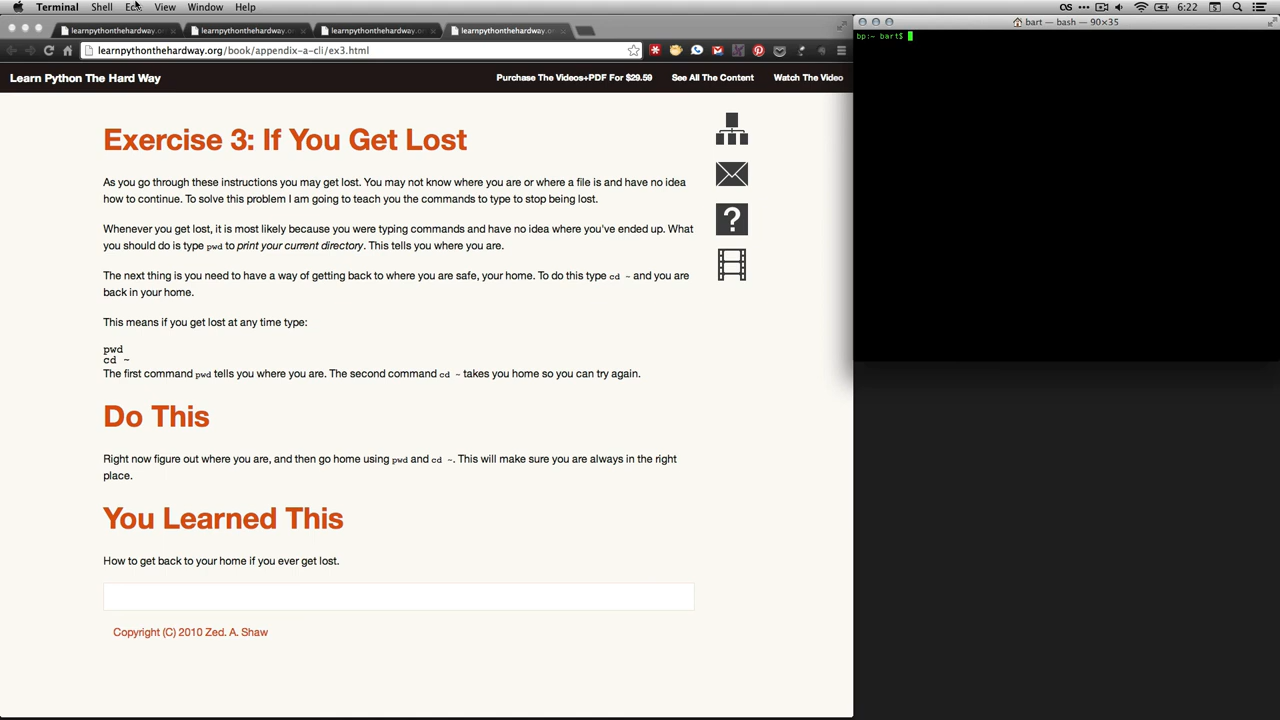 Terminal Shell Edit View Window Help
6:22
learnpythonthehardway.org learnpythonthehardway.org learnpythonthehardway.org learnpythonthehardway.org
bart — bash — 90×35
learnpythonthehardway.org/book/appendix-a-cli/ex3.html
bp:~ bart$
Learn Python The Hard Way
Purchase The Videos+PDF For $29.59 See All The Content Watch The Video
Exercise 3: If You Get Lost
As you go through these instructions you may get lost. You may not know where you are or where a file is and have no idea
how to continue. To solve this problem I am going to teach you the commands to type to stop being lost.
Whenever you get lost, it is most likely because you were typing commands and have no idea where you've ended up. What
you should do is type pwd to print your current directory. This tells you where you are.
The next thing is you need to have a way of getting back to where you are safe, your home. To do this type cd ~ and you are
back in your home.
This means if you get lost at any time type:
pwd
cd ~
The first command pwd tells you where you are. The second command cd ~ takes you home so you can try again.
Do This
Right now figure out where you are, and then go home using pwd and cd ~. This will make sure you are always in the right
place.
You Learned This
How to get back to your home if you ever get lost.
Copyright (C) 2010 Zed. A. Shaw